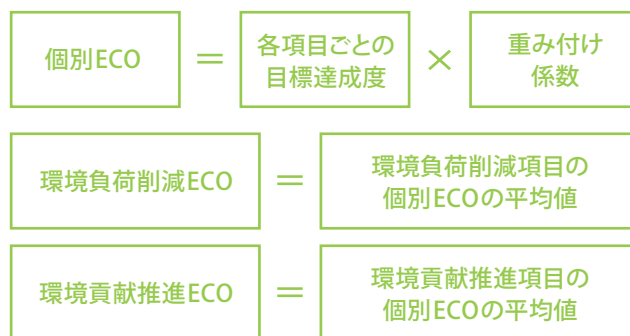 個別ECO = 各項目ごとの目標達成度 × 重み付け係数
環境負荷削減ECO = 環境負荷削減項目の個別ECOの平均値
環境貢献推進ECO = 環境貢献推進項目の個別ECOの平均値